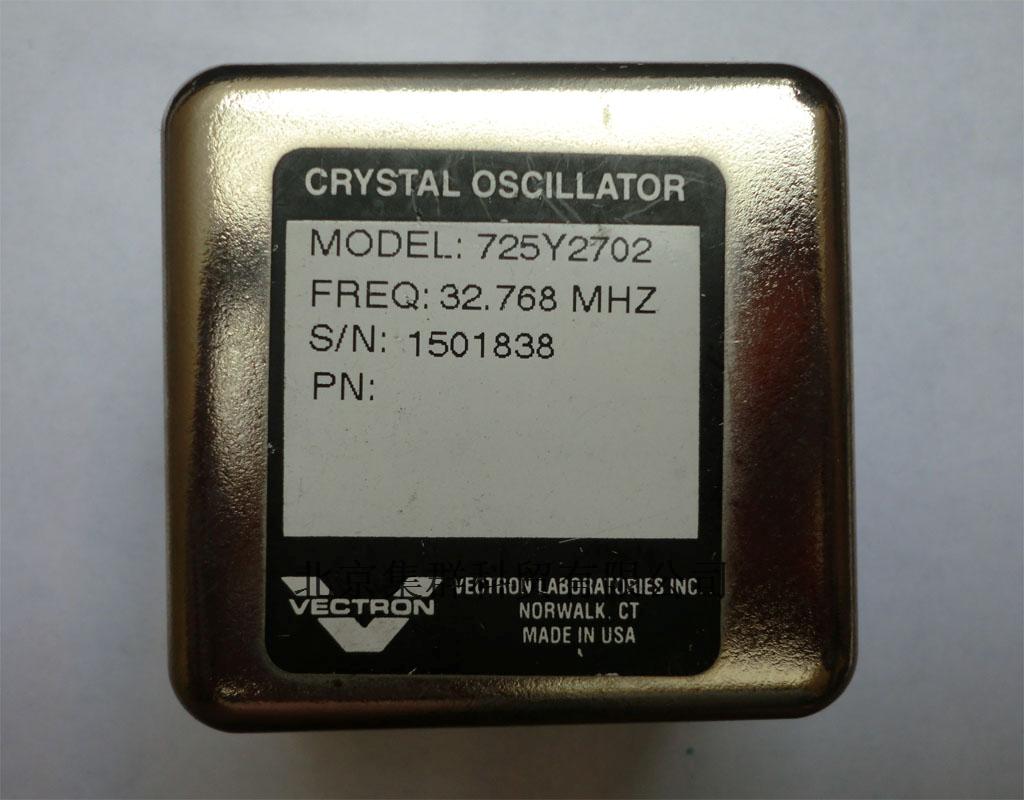 CRYSTAL OSCILLATOR
MODEL: 725Y2702
FREQ: 32.768 MHZ
S/N: 1501838
PN:
北京集群科贸有限公司
VECTRON
VECTRON LABORATORIES INC.
NORWALK, CT
MADE IN USA